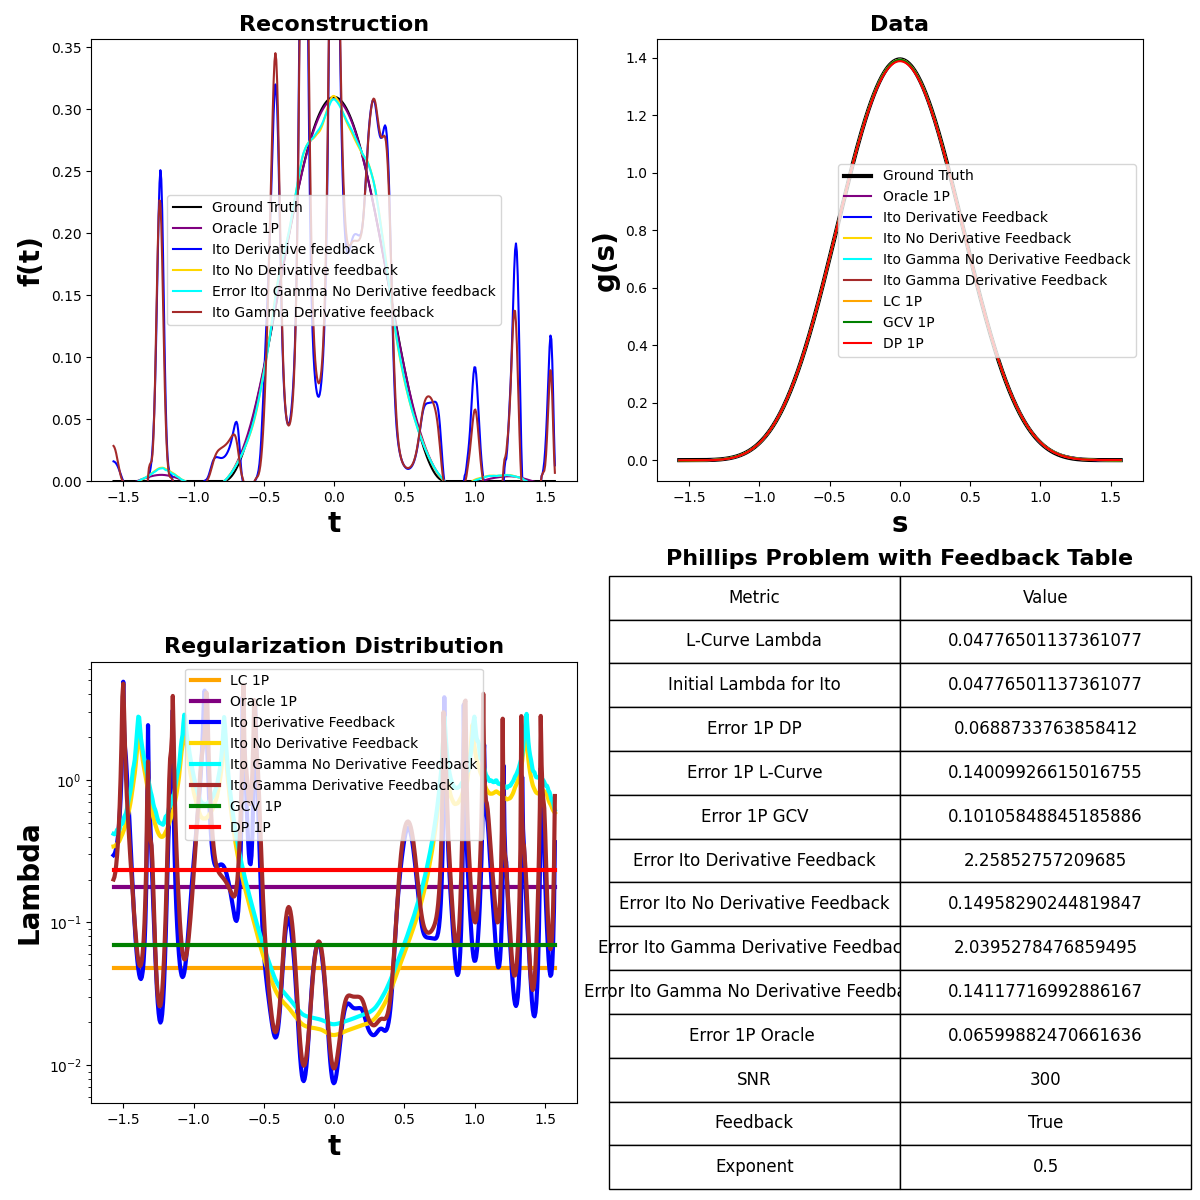 Reconstruction
f(t)
0.35
0.30
0.25
0.20
0.15
0.10
0.05
0.00
Ground Truth
Oracle 1P
Ito Derivative feedback
Ito No Derivative feedback
Error Ito Gamma No Derivative feedback
Ito Gamma Derivative feedback
−1.5 −1.0 −0.5 0.0 0.5 1.0 1.5
t
Data
g(s)
1.4
1.2
1.0
0.8
0.6
0.4
0.2
0.0
Ground Truth
Oracle 1P
Ito Derivative Feedback
Ito No Derivative Feedback
Ito Gamma No Derivative Feedback
Ito Gamma Derivative Feedback
LC 1P
GCV 1P
DP 1P
−1.5 −1.0 −0.5 0.0 0.5 1.0 1.5
s
Regularization Distribution
Lambda
10⁰
10⁻¹
10⁻²
LC 1P
Oracle 1P
Ito Derivative Feedback
Ito No Derivative Feedback
Ito Gamma No Derivative Feedback
Ito Gamma Derivative Feedback
GCV 1P
DP 1P
−1.5 −1.0 −0.5 0.0 0.5 1.0 1.5
t
Phillips Problem with Feedback Table
Metric Value
L-Curve Lambda 0.04776501137361077
Initial Lambda for Ito 0.04776501137361077
Error 1P DP 0.0688733763858412
Error 1P L-Curve 0.14009926615016755
Error 1P GCV 0.10105848845185886
Error Ito Derivative Feedback 2.25852757209685
Error Ito No Derivative Feedback 0.14958290244819847
Error Ito Gamma Derivative Feedbac 2.0395278476859495
Error Ito Gamma No Derivative Feedba 0.14117716992886167
Error 1P Oracle 0.06599882470661636
SNR 300
Feedback True
Exponent 0.5